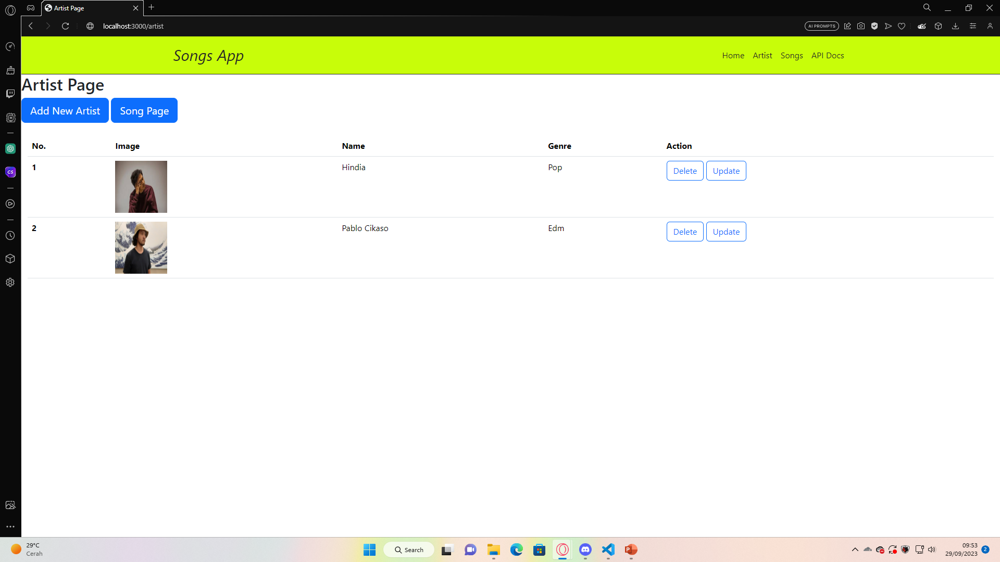 Artist Page
localhost:3000/artist
AI PROMPTS
Songs App
Home Artist Songs API Docs
Artist Page
Add New Artist Song Page
No. Image Name Genre Action
1 Hindia Pop Delete Update
2 Pablo Cikaso Edm Delete Update
CS
29°C
Cerah
Search
09:53
29/09/2023
2